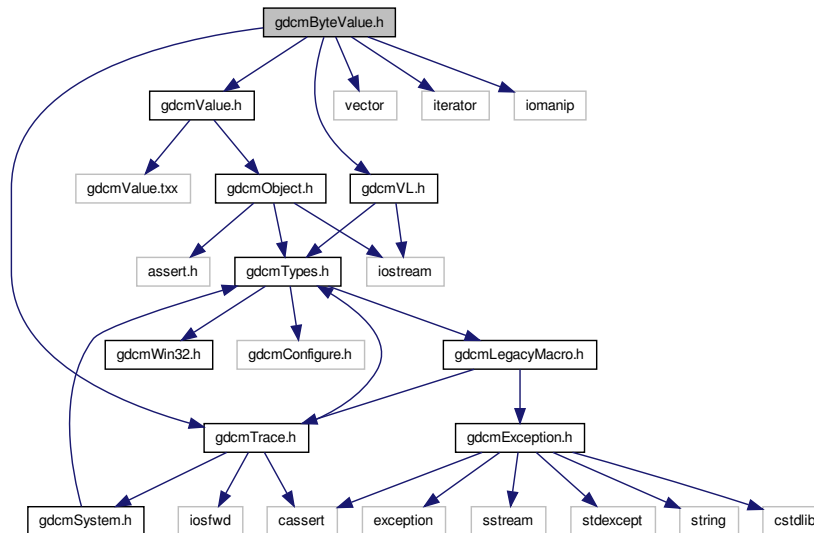 gdcmByteValue.h
gdcmValue.h
vector
iterator
iomanip
gdcmValue.txx
gdcmObject.h
gdcmVL.h
assert.h
gdcmTypes.h
iostream
gdcmWin32.h
gdcmConfigure.h
gdcmLegacyMacro.h
gdcmTrace.h
gdcmException.h
gdcmSystem.h
iosfwd
cassert
exception
sstream
stdexcept
string
cstdlib